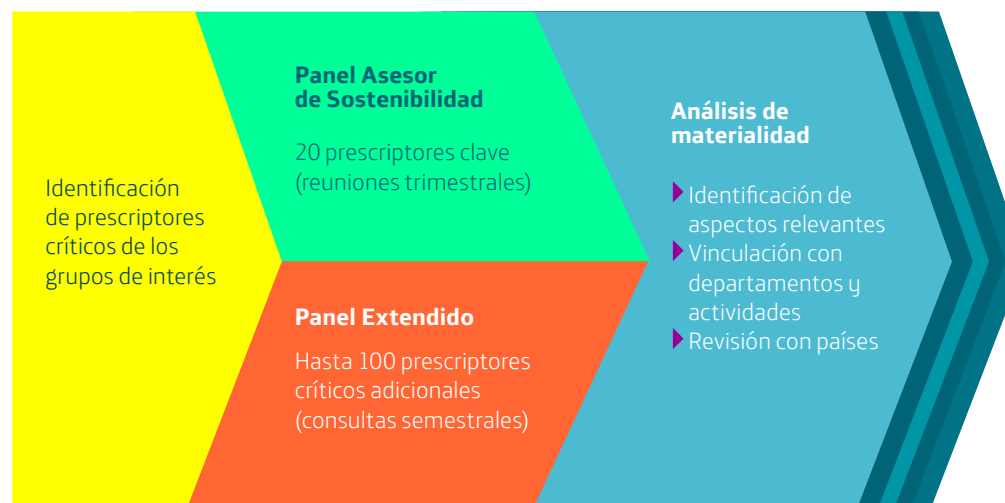 Identificación
de prescriptores
críticos de los
grupos de interés
Panel Asesor
de Sostenibilidad
20 prescriptores clave
(reuniones trimestrales)
Panel Extendido
Hasta 100 prescriptores
críticos adicionales
(consultas semestrales)
Análisis de
materialidad
Identificación de
aspectos relevantes
Vinculación con
departamentos y
actividades
Revisión con países